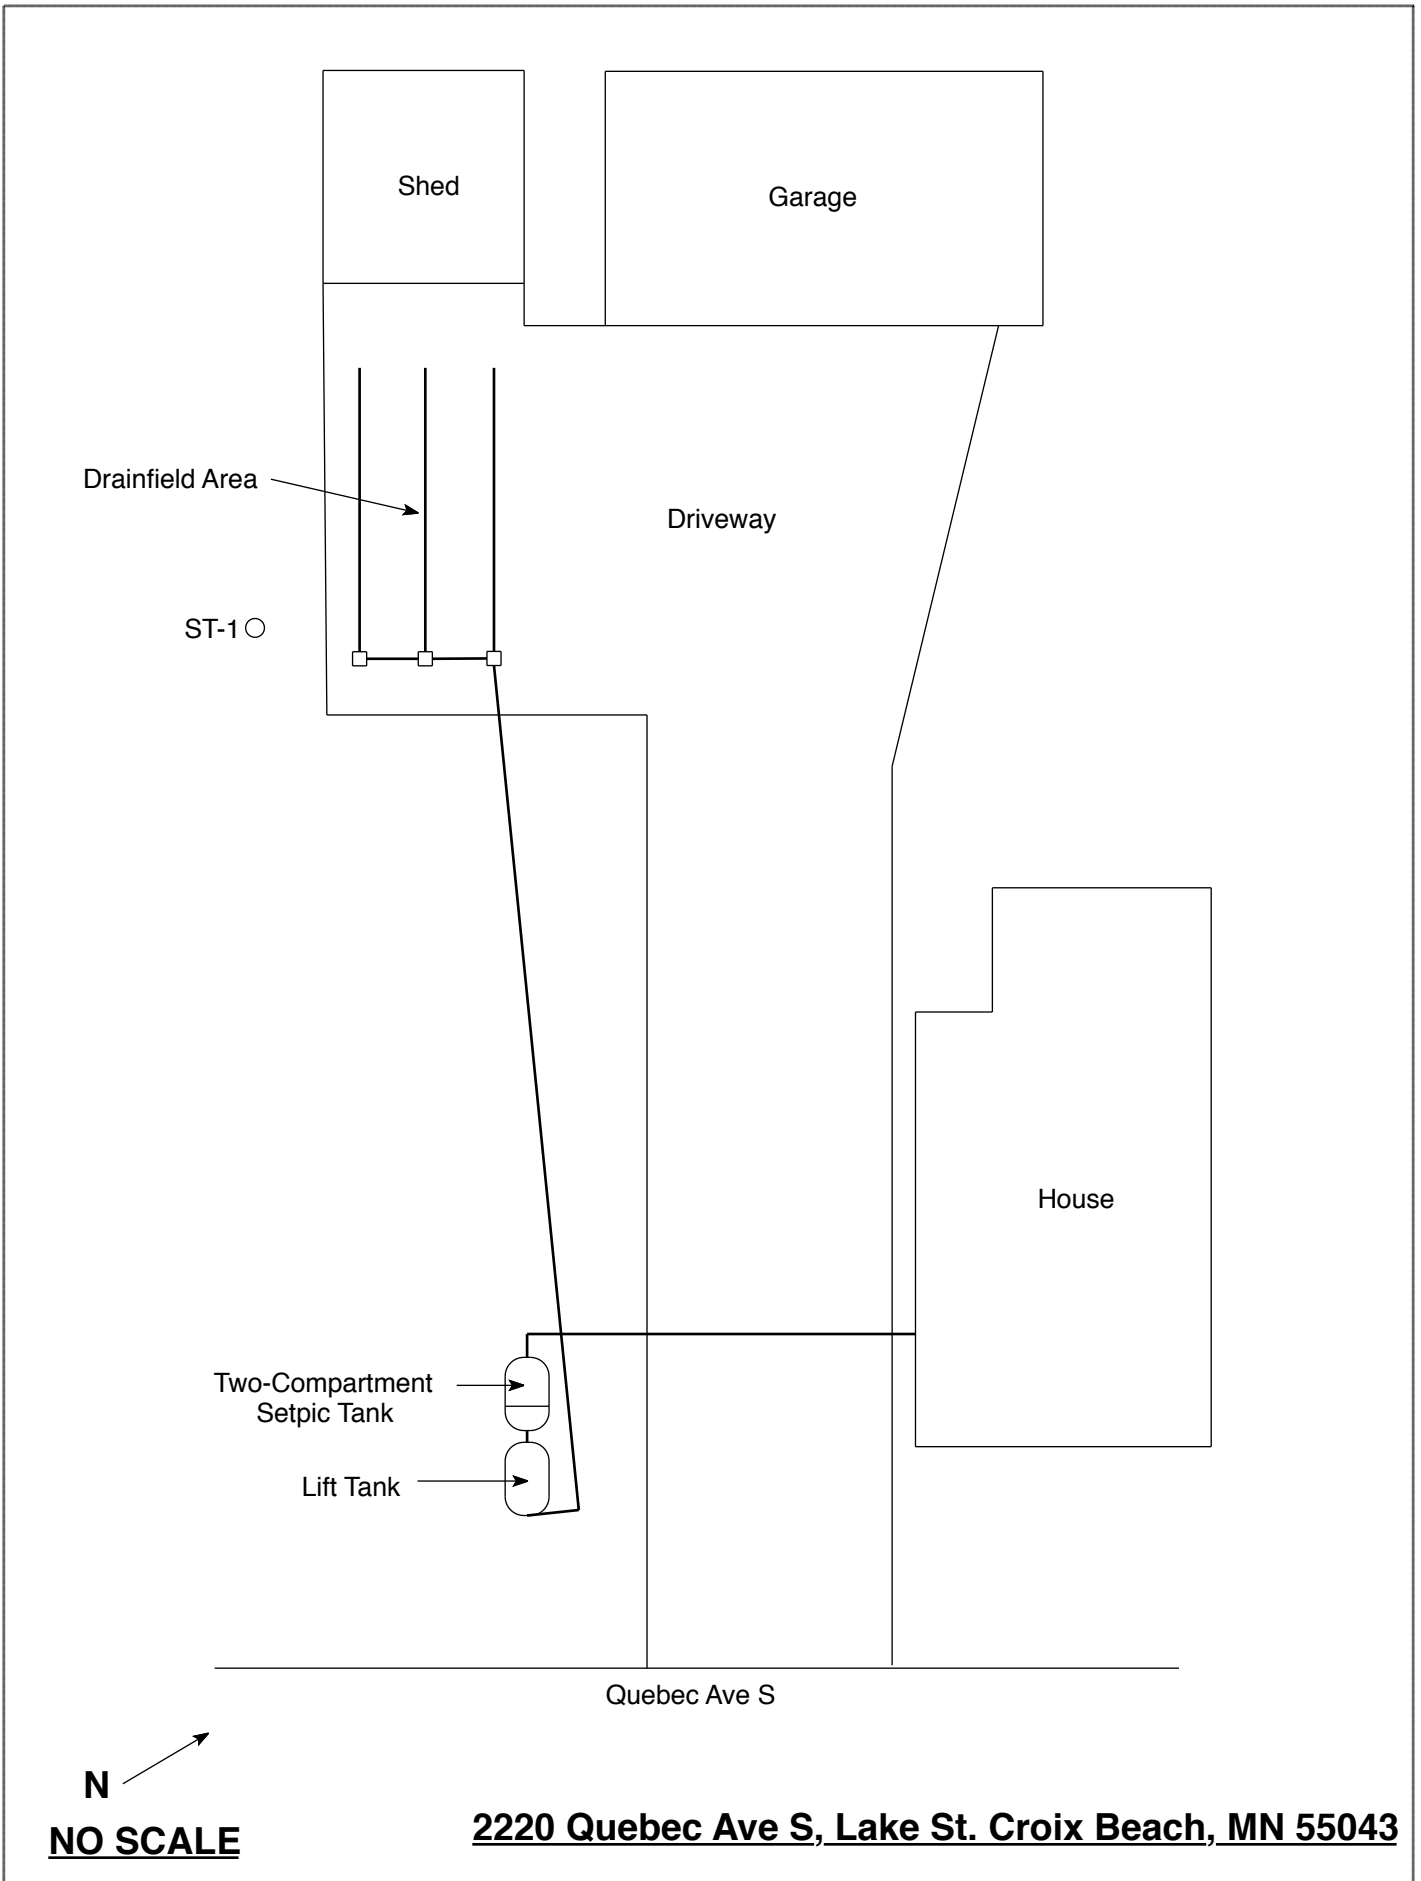 Shed
Garage
Drainfield Area
Driveway
ST-1
House
Two-Compartment
Setpic Tank
Lift Tank
Quebec Ave S
N
NO SCALE
2220 Quebec Ave S, Lake St. Croix Beach, MN 55043